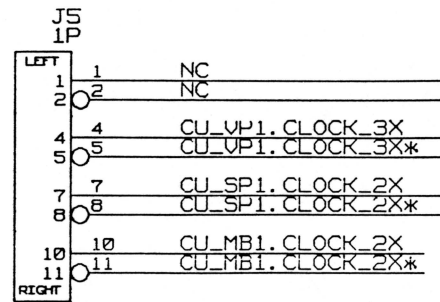 J5
1P
LEFT
1 1 NC
2 2 NC
4 4 CU_VP1.CLOCK_3X
5 5 CU_VP1.CLOCK_3X*
7 7 CU_SP1.CLOCK_2X
8 8 CU_SP1.CLOCK_2X*
10 10 CU_MB1.CLOCK_2X
11 11 CU_MB1.CLOCK_2X*
RIGHT